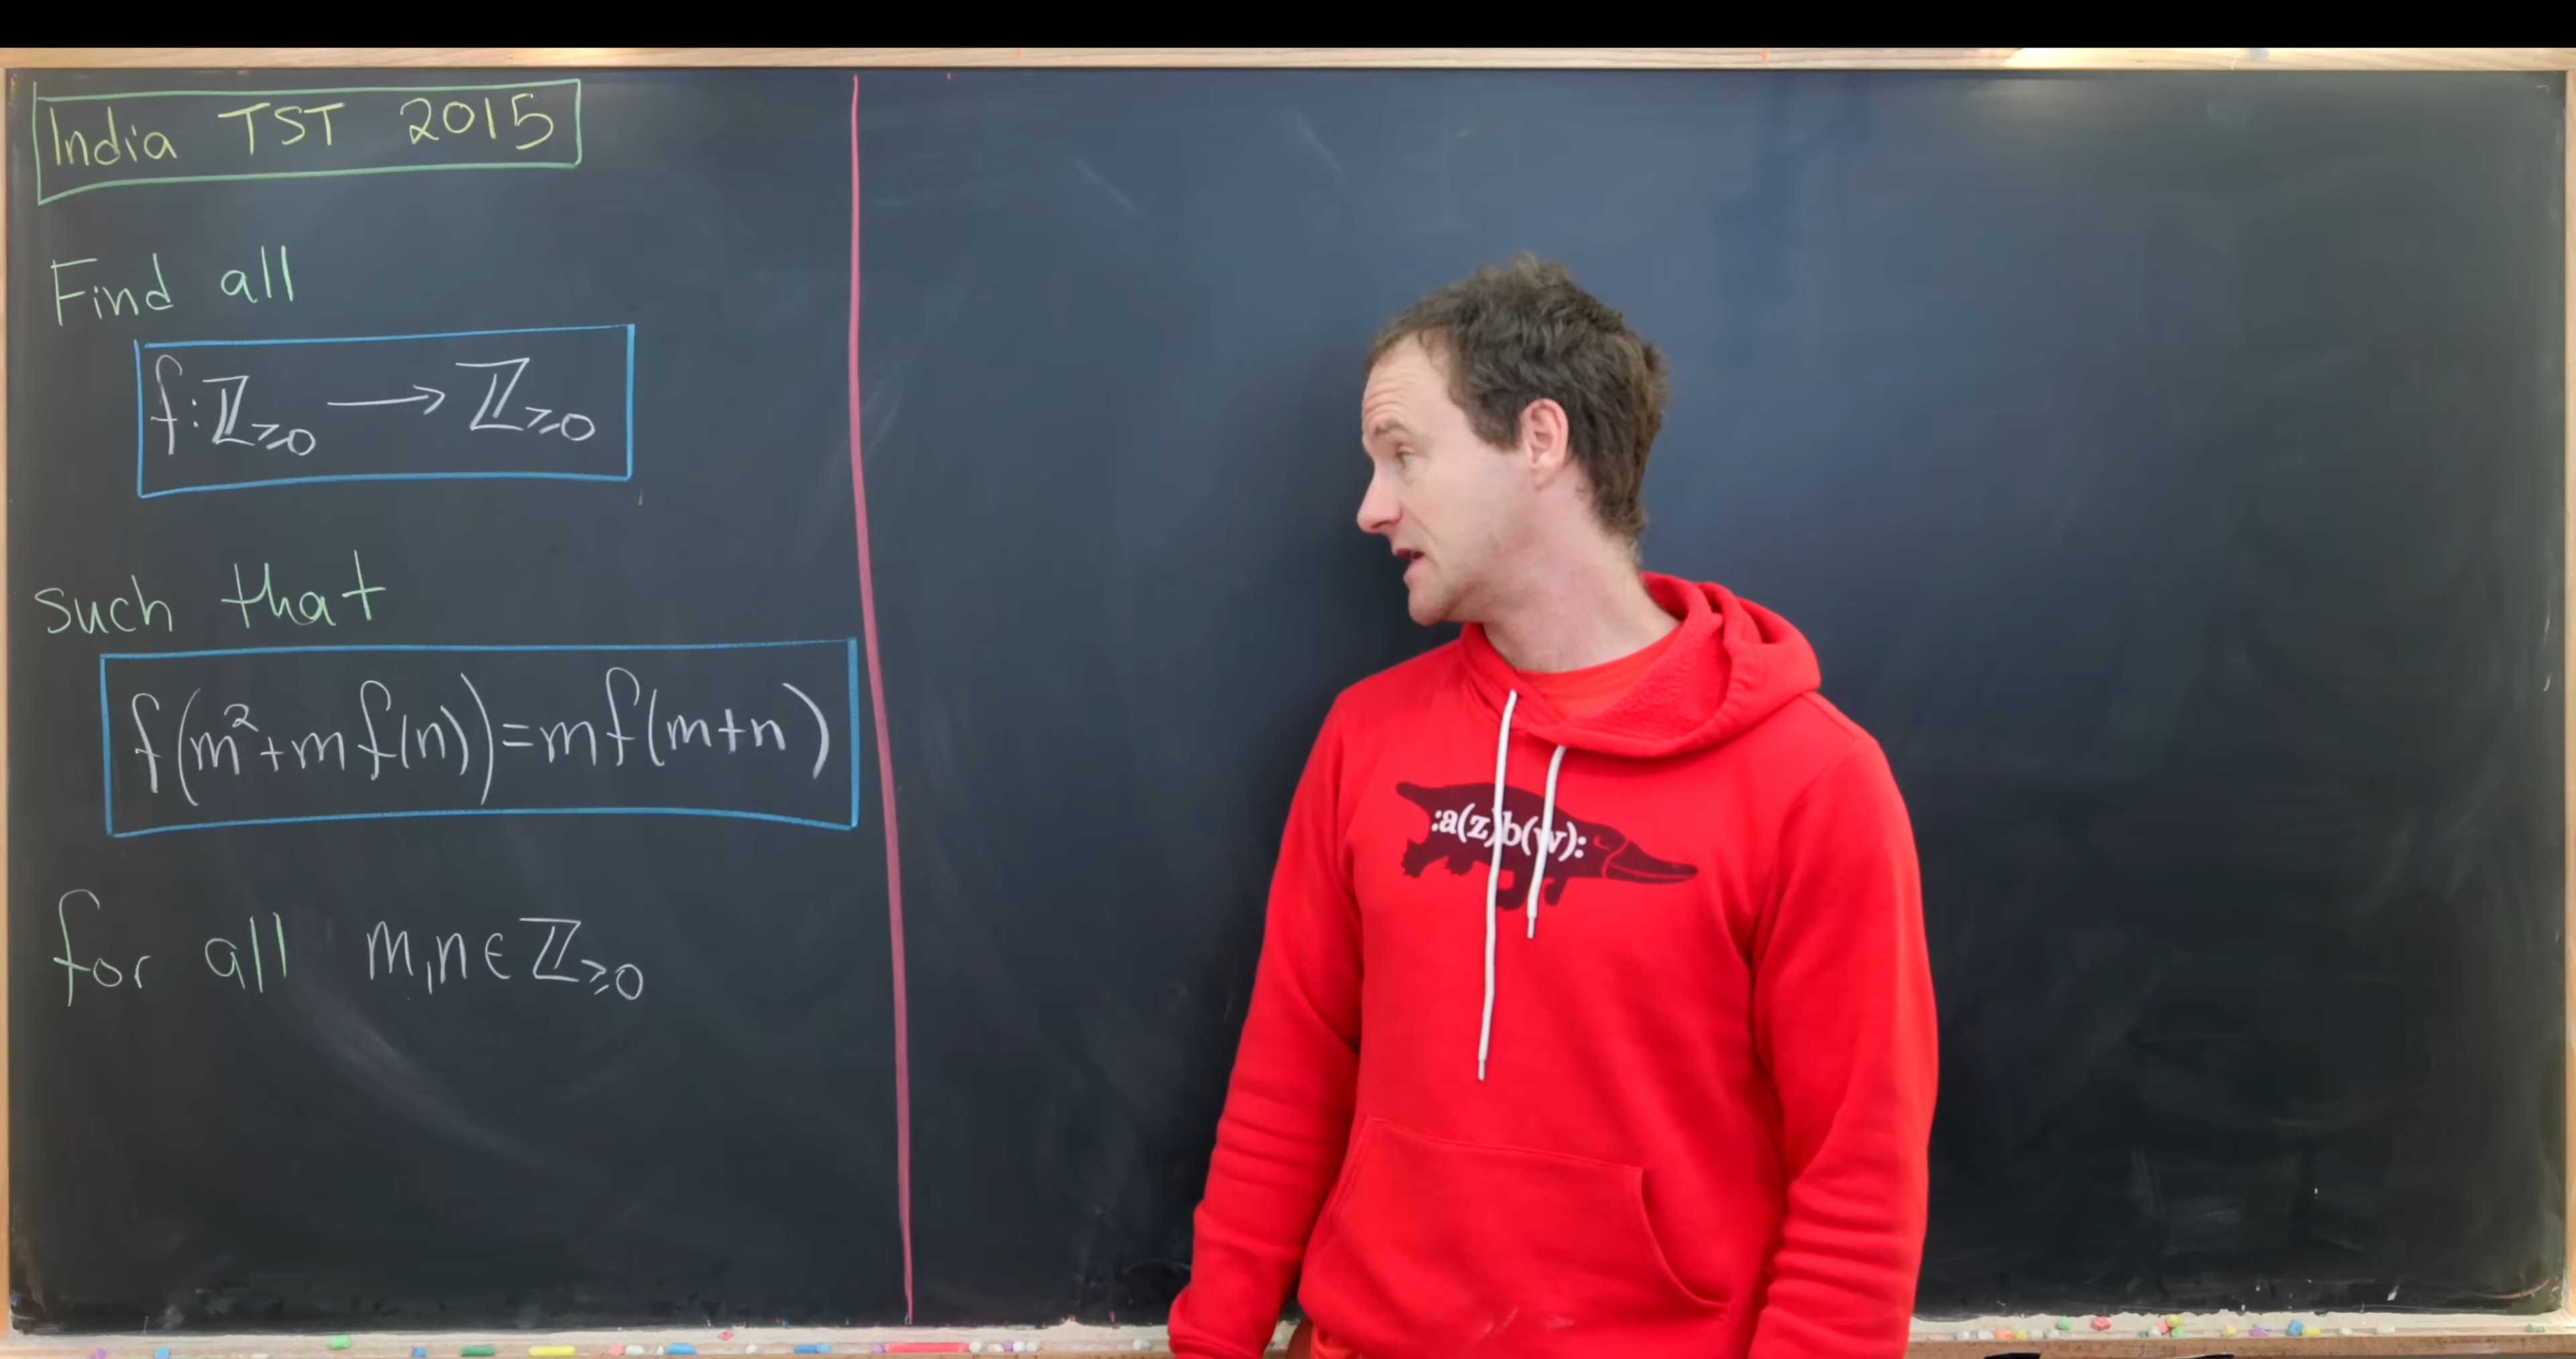 India TST 2015
Find all
f: ℤ≥0 → ℤ≥0
such that
f(m²+mf(n))=mf(m+n)
for all m,n∈ℤ≥0
:a(z)b(w):